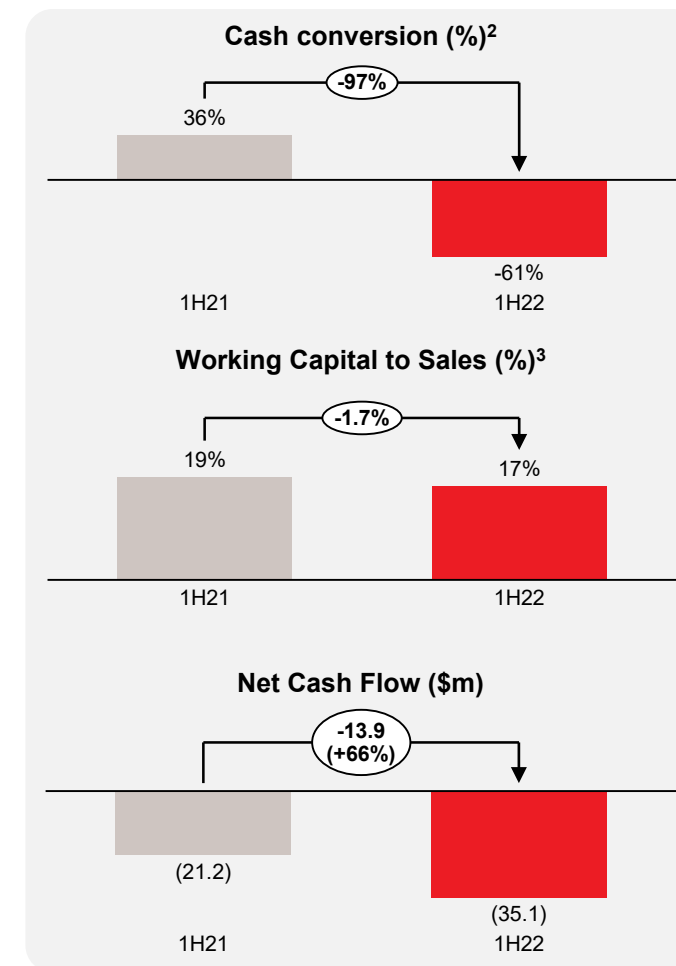 Cash conversion (%)²
-97%
36%
-61%
1H21 1H22
Working Capital to Sales (%)³
-1.7%
19% 17%
1H21 1H22
Net Cash Flow ($m)
-13.9
(+66%)
(21.2)
(35.1)
1H21 1H22